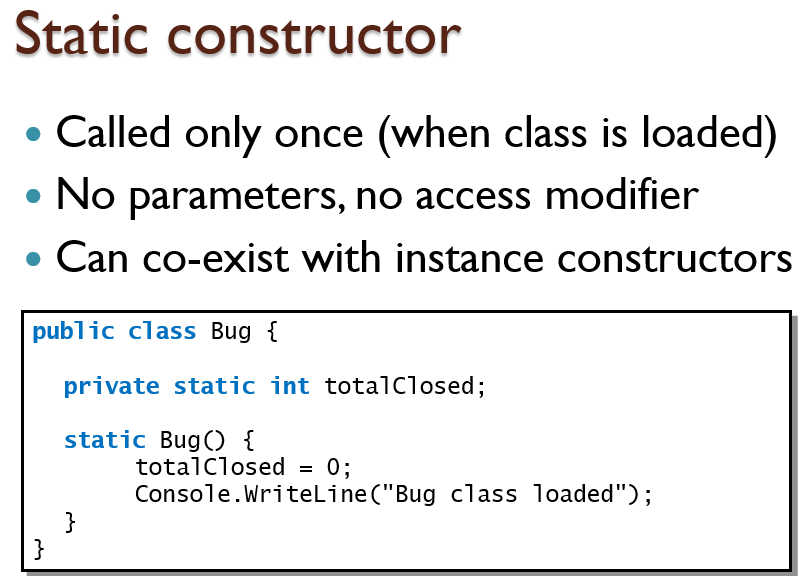 Static constructor
Called only once (when class is loaded)
No parameters, no access modifier
Can co-exist with instance constructors
public class Bug {
private static int totalClosed;
static Bug() {
totalClosed = 0;
Console.WriteLine("Bug class loaded");
}
}